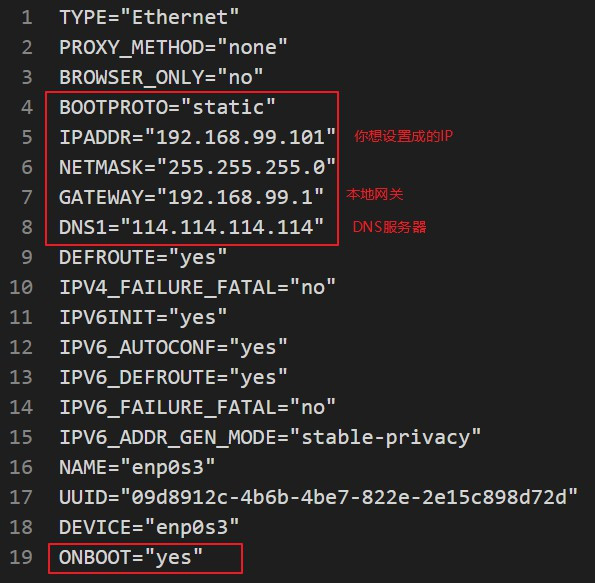 1 TYPE="Ethernet"
2 PROXY_METHOD="none"
3 BROWSER_ONLY="no"
4 BOOTPROTO="static"
5 IPADDR="192.168.99.101" 你想设置成的IP
6 NETMASK="255.255.255.0"
7 GATEWAY="192.168.99.1" 本地网关
8 DNS1="114.114.114.114" DNS服务器
9 DEFROUTE="yes"
10 IPV4_FAILURE_FATAL="no"
11 IPV6INIT="yes"
12 IPV6_AUTOCONF="yes"
13 IPV6_DEFROUTE="yes"
14 IPV6_FAILURE_FATAL="no"
15 IPV6_ADDR_GEN_MODE="stable-privacy"
16 NAME="enp0s3"
17 UUID="09d8912c-4b6b-4be7-822e-2e15c898d72d"
18 DEVICE="enp0s3"
19 ONBOOT="yes"